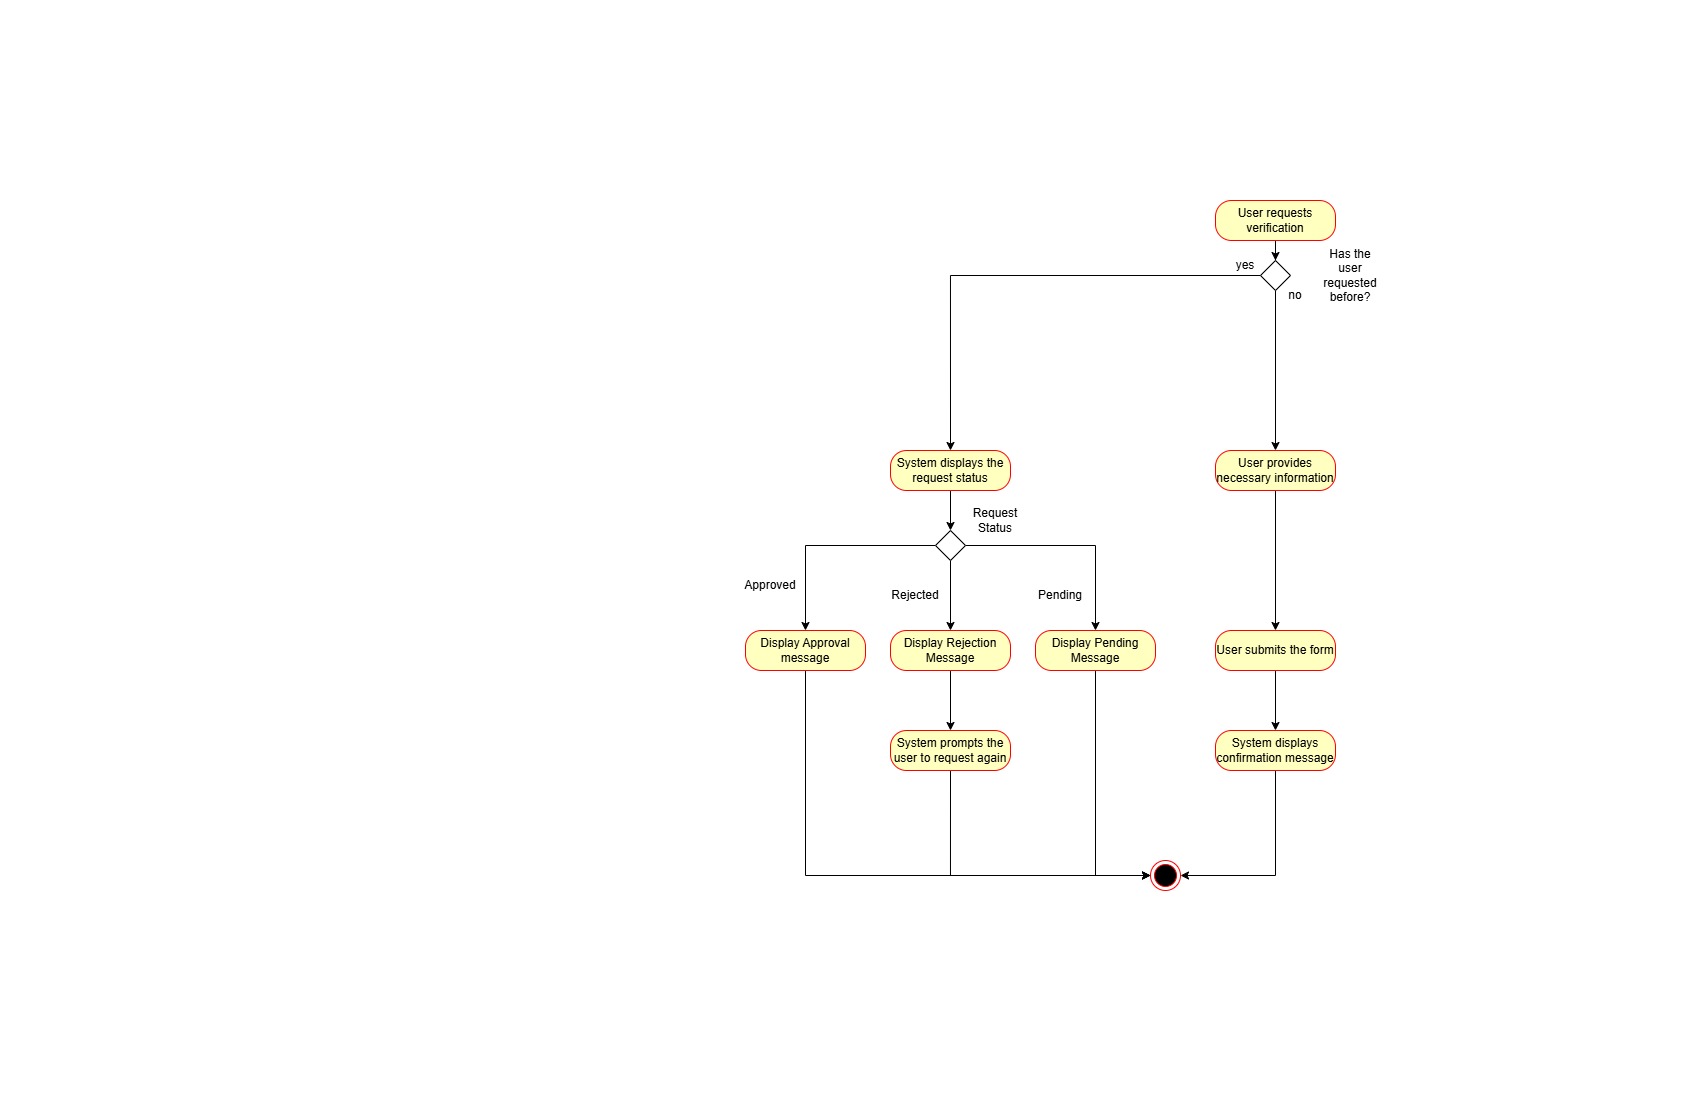 User requests
verification
Has the
user
requested
before?
yes
no
System displays the
request status
User provides
necessary information
Request
Status
Approved
Rejected
Pending
Display Approval
message
Display Rejection
Message
Display Pending
Message
User submits the form
System prompts the
user to request again
System displays
confirmation message